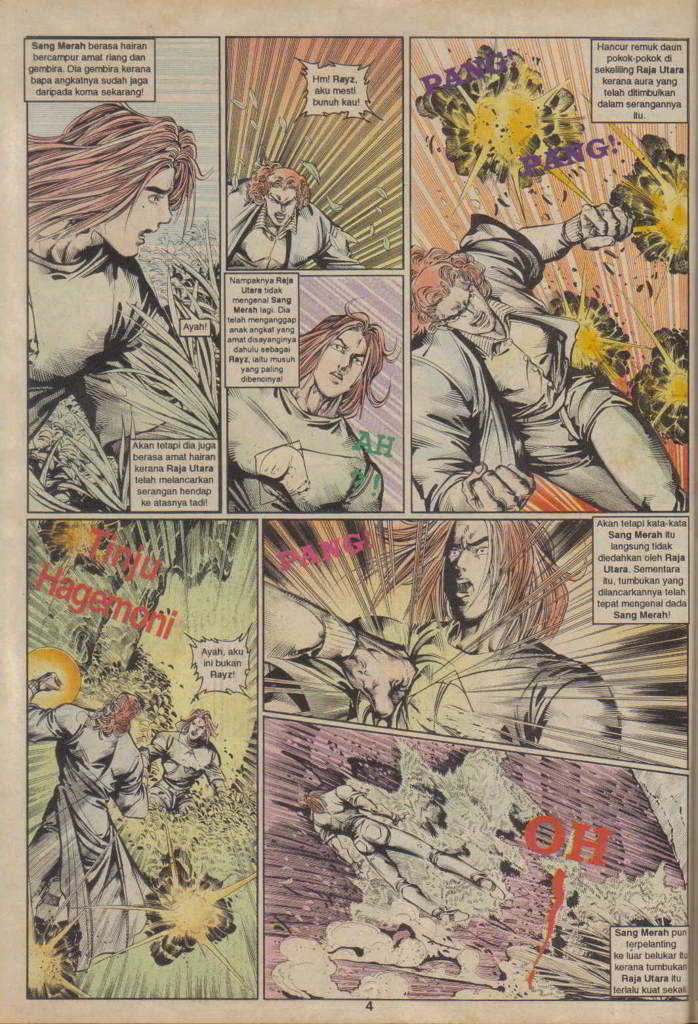 Sang Merah berasa hairan
bercampur amat riang dan
gembira. Dia gembira kerana
bapa angkatnya sudah jaga
daripada koma sekarang!
Ayah!
Akan tetapi dia juga
berasa amat hairan
kerana Raja Utara
telah melancarkan
serangan hendap
ke atasnya tadi!
Hm! Rayz,
aku mesti
bunuh kau!
Nampaknya Raja
Utara tidak
mengenal Sang
Merah lagi. Dia
telah menganggap
anak angkat yang
amat disayanginya
dahulu sebagai
Rayz, iaitu musuh
yang paling
dibencinya!
AH
?!
PANG!
PANG!
Hancur remuk daun
pokok-pokok di
sekeliling Raja Utara
kerana aura yang
telah ditimbulkan
dalam serangannya
itu.
Tinju
Hagemoni
Ayah, aku
ini bukan
Rayz!
PANG!
Akan tetapi kata-kata
Sang Merah itu
langsung tidak
diedahkan oleh Raja
Utara. Sementara
itu, tumbukan yang
dilancarkannya telah
tepat mengenai dada
Sang Merah!
OH
!
Sang Merah pun
terpelanting
ke luar belukar itu
kerana tumbukan
Raja Utara itu
terlalu kuat sekali.
4